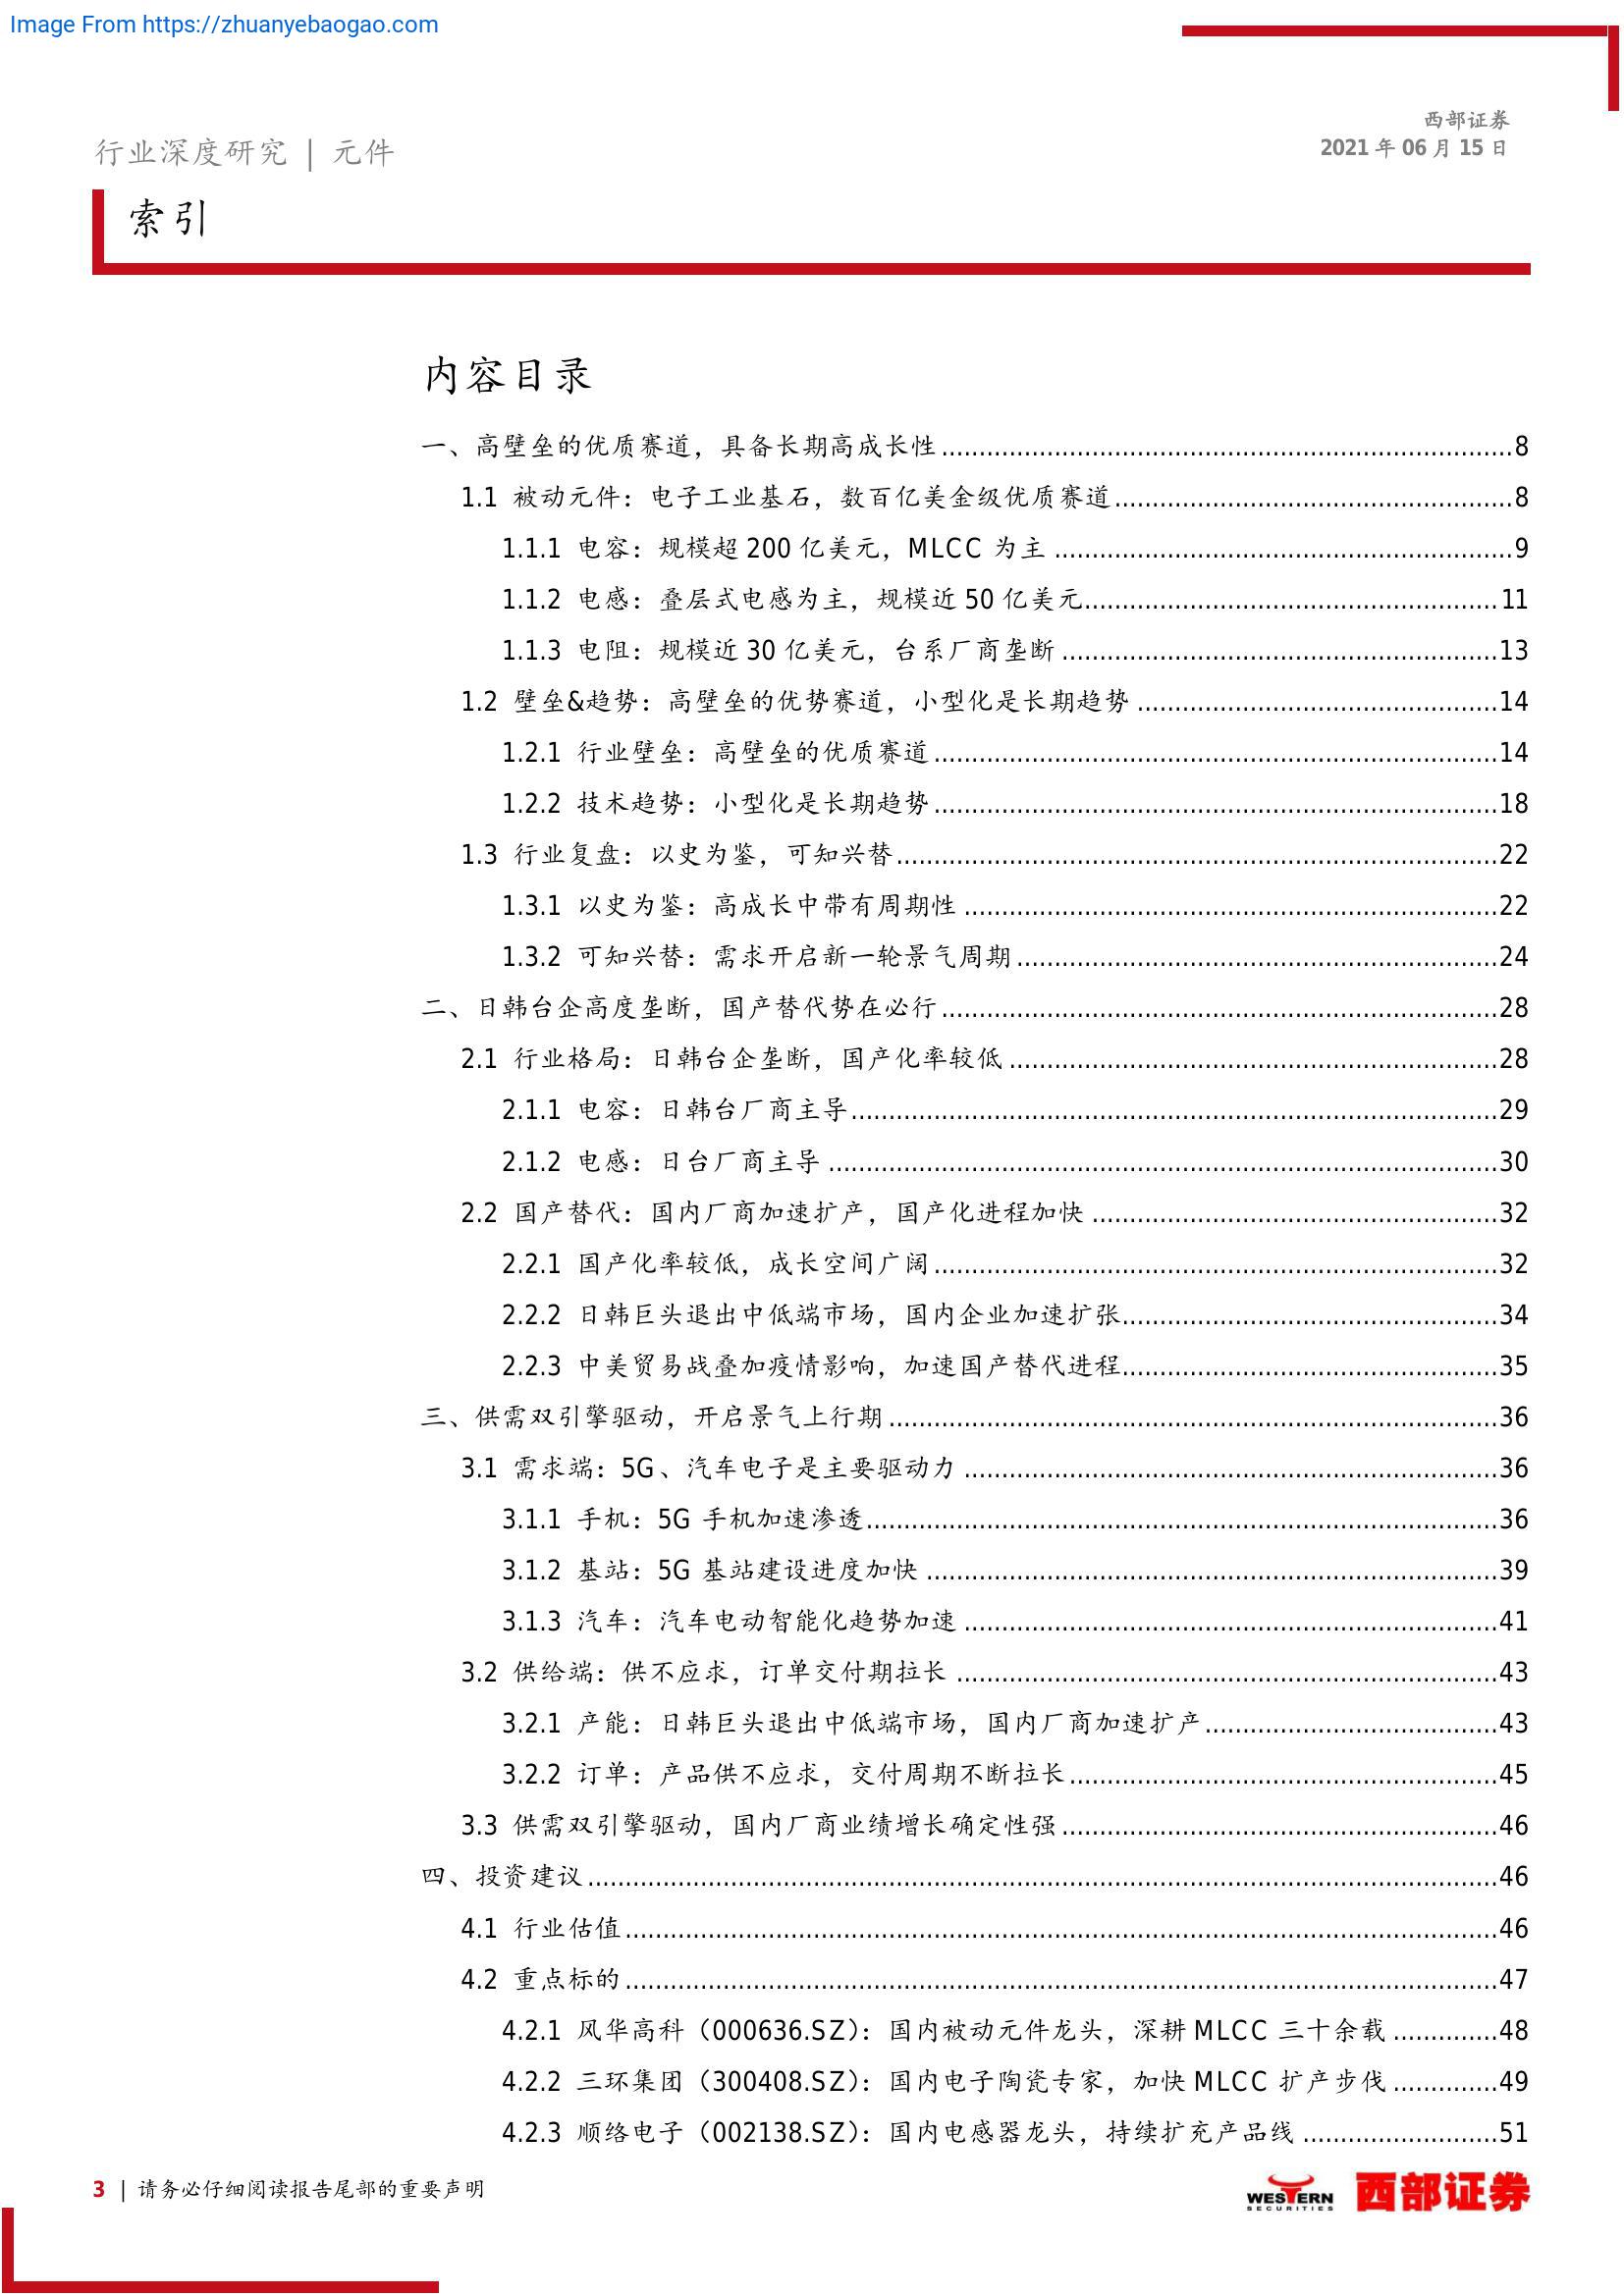 Image From https://zhuanyebaogao.com
西部证券
2021 年 06 月 15 日
行业深度研究 | 元件
索引
内容目录
一、高壁垒的优质赛道，具备长期高成长性................................................8
1.1 被动元件：电子工业基石，数百亿美金级优质赛道................................................8
1.1.1 电容：规模超 200 亿美元，MLCC 为主 ................................................9
1.1.2 电感：叠层式电感为主，规模近 50 亿美元................................................11
1.1.3 电阻：规模近 30 亿美元，台系厂商垄断 ................................................13
1.2 壁垒&趋势：高壁垒的优势赛道，小型化是长期趋势 ................................................14
1.2.1 行业壁垒：高壁垒的优质赛道................................................14
1.2.2 技术趋势：小型化是长期趋势................................................18
1.3 行业复盘：以史为鉴，可知兴替................................................22
1.3.1 以史为鉴：高成长中带有周期性 ................................................22
1.3.2 可知兴替：需求开启新一轮景气周期................................................24
二、日韩台企高度垄断，国产替代势在必行................................................28
2.1 行业格局：日韩台企垄断，国产化率较低 ................................................28
2.1.1 电容：日韩台厂商主导................................................29
2.1.2 电感：日台厂商主导 ................................................30
2.2 国产替代：国内厂商加速扩产，国产化进程加快 ................................................32
2.2.1 国产化率较低，成长空间广阔................................................32
2.2.2 日韩巨头退出中低端市场，国内企业加速扩张................................................34
2.2.3 中美贸易战叠加疫情影响，加速国产替代进程................................................35
三、供需双引擎驱动，开启景气上行期................................................36
3.1 需求端：5G、汽车电子是主要驱动力 ................................................36
3.1.1 手机：5G 手机加速渗透................................................36
3.1.2 基站：5G 基站建设进度加快 ................................................39
3.1.3 汽车：汽车电动智能化趋势加速 ................................................41
3.2 供给端：供不应求，订单交付期拉长 ................................................43
3.2.1 产能：日韩巨头退出中低端市场，国内厂商加速扩产................................................43
3.2.2 订单：产品供不应求，交付周期不断拉长................................................45
3.3 供需双引擎驱动，国内厂商业绩增长确定性强................................................46
四、投资建议................................................46
4.1 行业估值................................................46
4.2 重点标的................................................47
4.2.1 风华高科（000636.SZ）：国内被动元件龙头，深耕 MLCC 三十余载 ..............48
4.2.2 三环集团（300408.SZ）：国内电子陶瓷专家，加快 MLCC 扩产步伐 ..............49
4.2.3 顺络电子（002138.SZ）：国内电感器龙头，持续扩充产品线 ..........................51
3 | 请务必仔细阅读报告尾部的重要声明
WESTERN
SECURITIES
西部证券